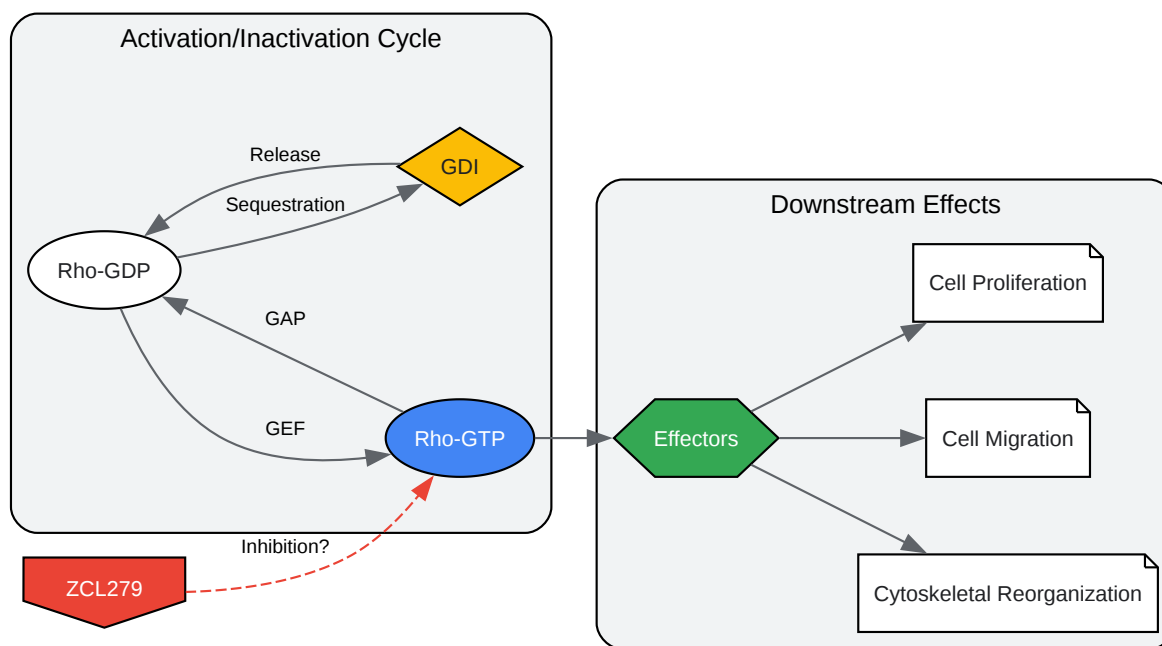 Activation/Inactivation Cycle
Release
GDI
Sequestration
Rho-GDP
GAP
GEF
Rho-GTP
Inhibition?
ZCL279
Downstream Effects
Cell Proliferation
Effectors
Cell Migration
Cytoskeletal Reorganization